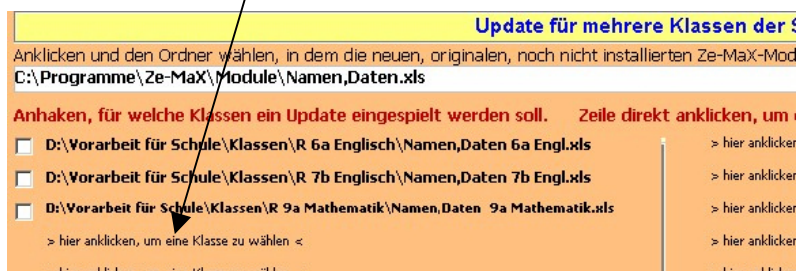 Update für mehrere Klassen der
Anklicken und den Ordner wählen, in dem die neuen, originalen, noch nicht installierten Ze-MaX-Mod
C:\Programme\Ze-MaX\Module\Namen,Daten.xls
Anhaken, für welche Klassen ein Update eingespielt werden soll. Zeile direkt anklicken, um
D:\Vorarbeit für Schule\Klassen\R 6a Englisch\Namen,Daten 6a Engl.xls > hier anklicken
D:\Vorarbeit für Schule\Klassen\R 7b Englisch\Namen,Daten 7b Engl.xls > hier anklicken
D:\Vorarbeit für Schule\Klassen\R 9a Mathematik\Namen,Daten 9a Mathematik.xls > hier anklicken
> hier anklicken, um eine Klasse zu wählen < > hier anklicken